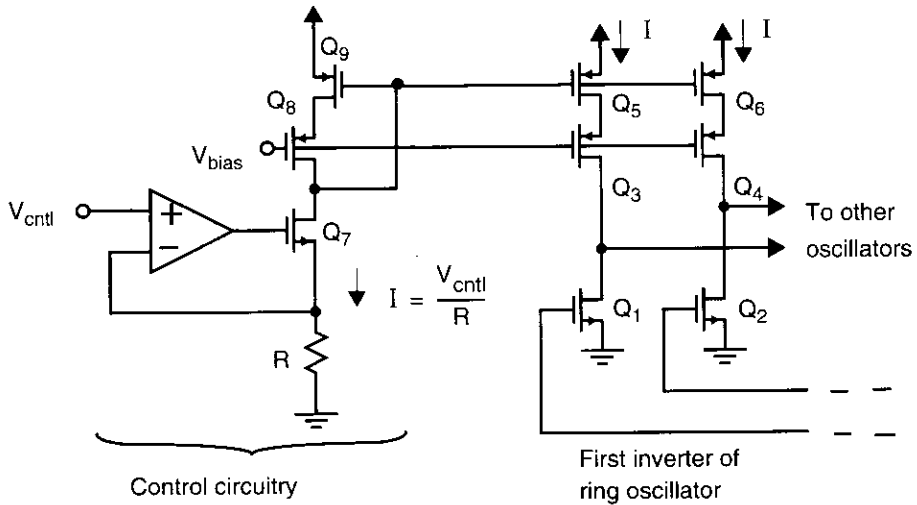 I
I
Q9
Q8
Q5
Q6
Vbias
Q3
Q4
Vcntl
+
−
Q7
To other
oscillators
I = Vcntl
R
Q1
Q2
R
Control circuitry
First inverter of
ring oscillator